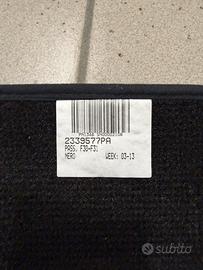 2339577PA
PASS. F30-F31
NERO WEEK: 03-13
subito